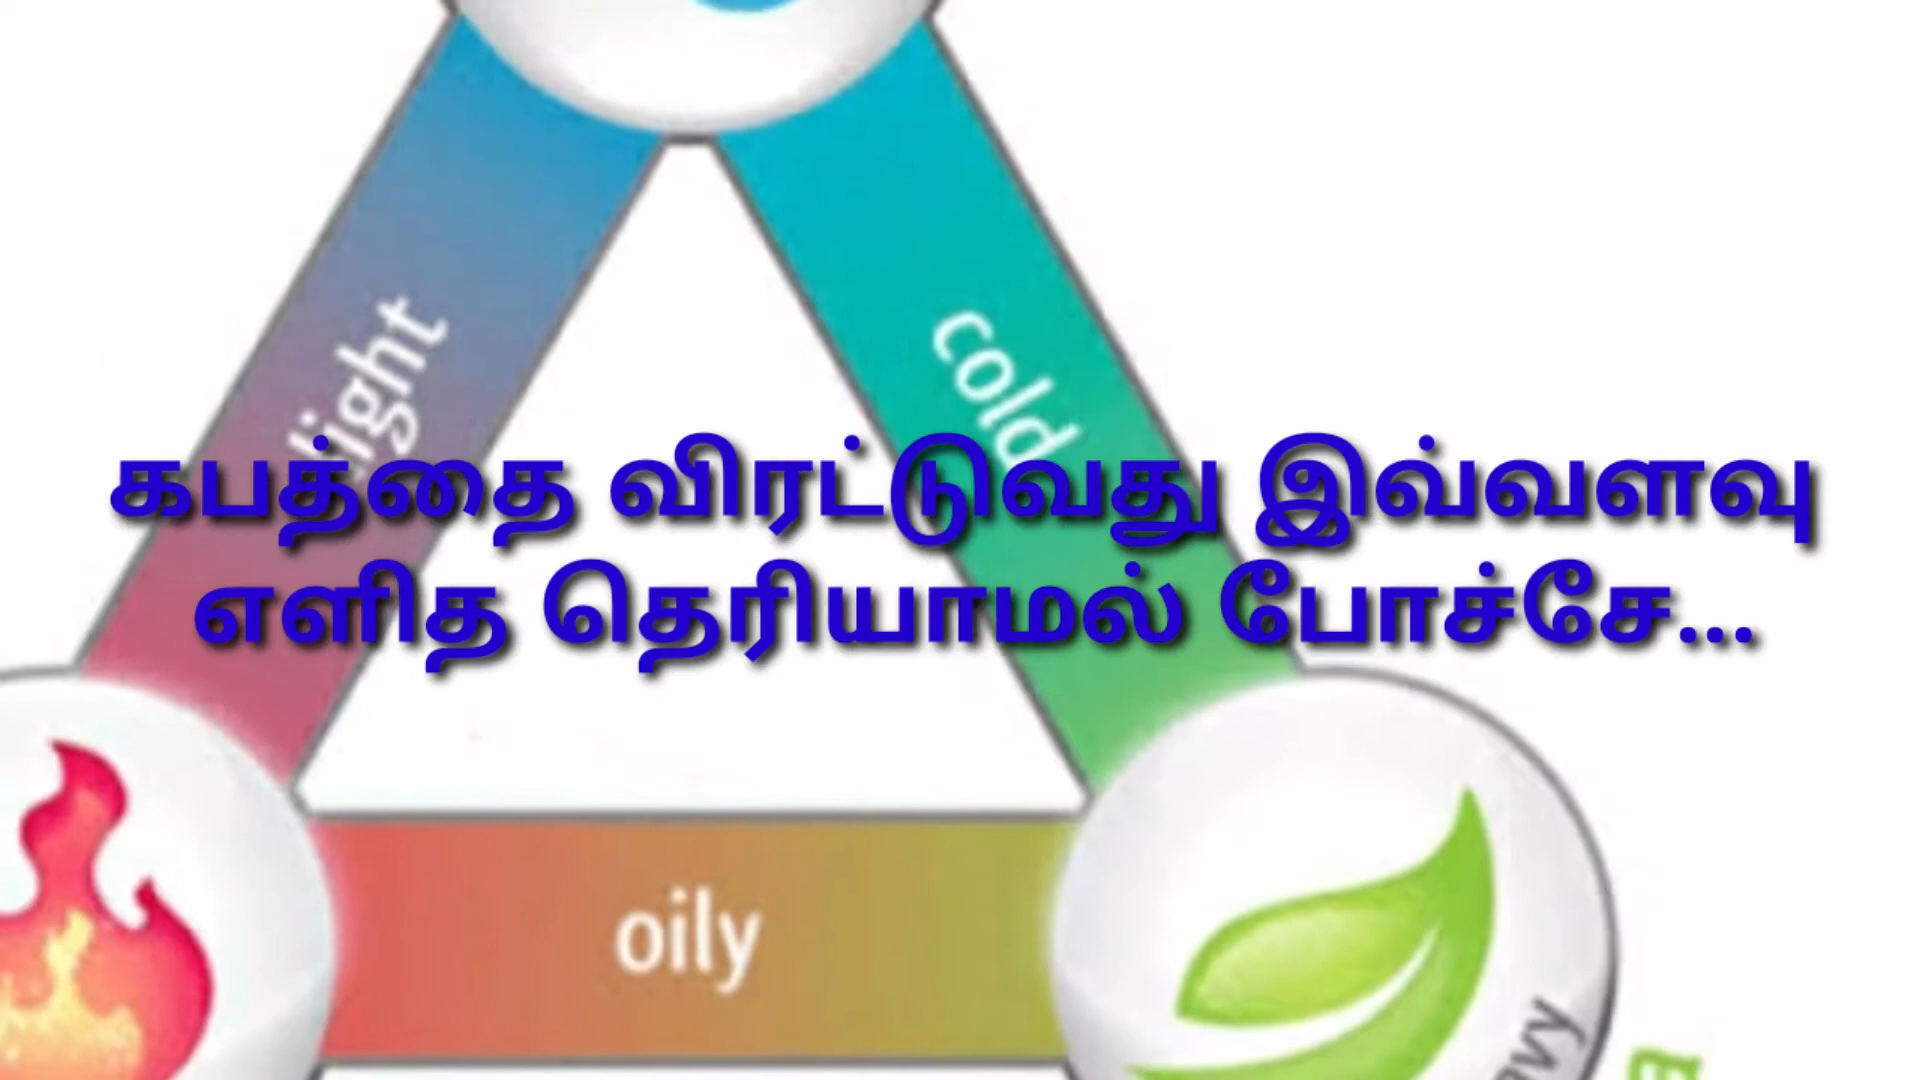 light
cold
கபத்தை விரட்டுவது இவ்வளவு
எளித தெரியாமல் போச்சே...
oily